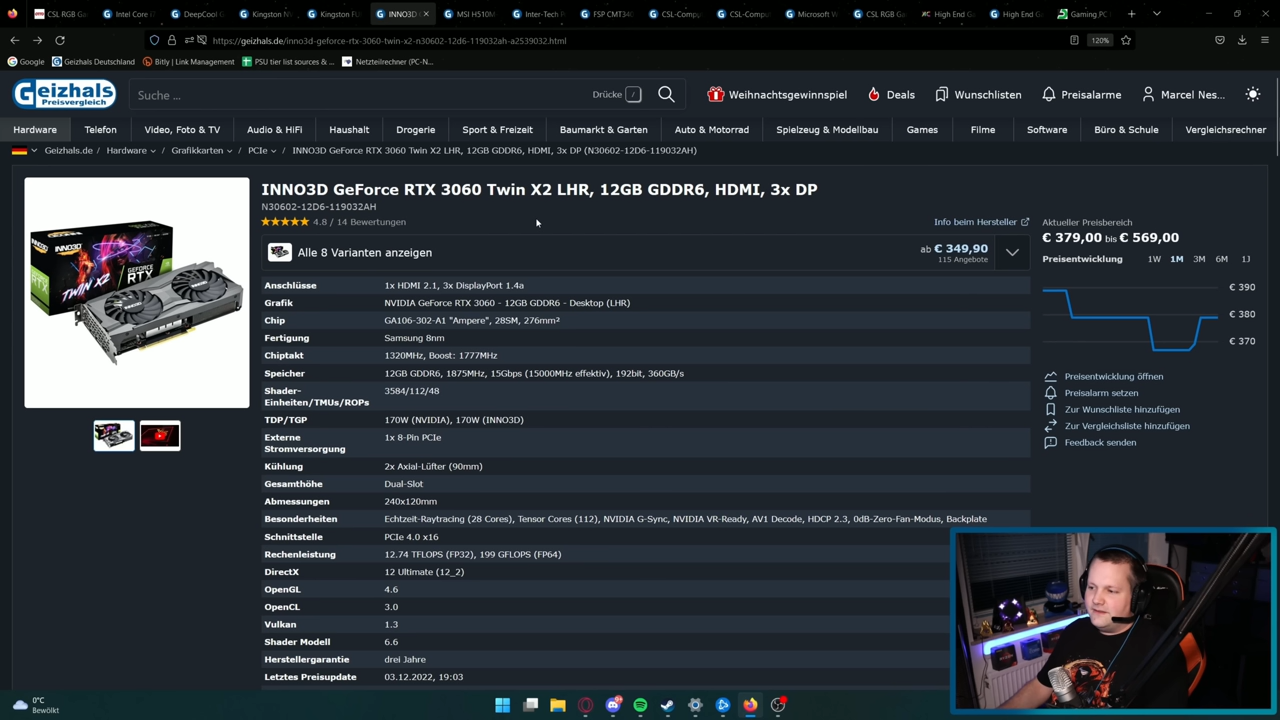 CSL RGB Ga
Intel Core i
DeepCool G
Kingston N
Kingston FU
INNO3D
MSI H510M
Inter-Tech
FSP CMT340
CSL-Compu
CSL-Compu
Microsoft W
CSL RGB Ga
High End G
High End G
Gaming PC
https://geizhals.de/inno3d-geforce-rtx-3060-twin-x2-n30602-12d6-119032ah-a2539032.html
120%
Google
Geizhals Deutschland
Bitly | Link Management
PSU tier list sources & ...
Netzteilrechner (PC-N...
Geizhals
Preisvergleich
Suche ...
Drücke /
Weihnachtsgewinnspiel
Deals
Wunschlisten
Preisalarme
Marcel Nes...
Hardware
Telefon
Video, Foto & TV
Audio & HiFi
Haushalt
Drogerie
Sport & Freizeit
Baumarkt & Garten
Auto & Motorrad
Spielzeug & Modellbau
Games
Filme
Software
Büro & Schule
Vergleichsrechner
Geizhals.de / Hardware / Grafikkarten / PCIe / INNO3D GeForce RTX 3060 Twin X2 LHR, 12GB GDDR6, HDMI, 3x DP (N30602-12D6-119032AH)
INNO3D GeForce RTX 3060 Twin X2 LHR, 12GB GDDR6, HDMI, 3x DP
N30602-12D6-119032AH
4.8 / 14 Bewertungen
Info beim Hersteller
Alle 8 Varianten anzeigen
ab € 349,90
115 Angebote
Anschlüsse 1x HDMI 2.1, 3x DisplayPort 1.4a
Grafik NVIDIA GeForce RTX 3060 - 12GB GDDR6 - Desktop (LHR)
Chip GA106-302-A1 "Ampere", 28SM, 276mm²
Fertigung Samsung 8nm
Chiptakt 1320MHz, Boost: 1777MHz
Speicher 12GB GDDR6, 1875MHz, 15Gbps (15000MHz effektiv), 192bit, 360GB/s
Shader- 3584/112/48
Einheiten/TMUs/ROPs
TDP/TGP 170W (NVIDIA), 170W (INNO3D)
Externe 1x 8-Pin PCIe
Stromversorgung
Kühlung 2x Axial-Lüfter (90mm)
Gesamthöhe Dual-Slot
Abmessungen 240x120mm
Besonderheiten Echtzeit-Raytracing (28 Cores), Tensor Cores (112), NVIDIA G-Sync, NVIDIA VR-Ready, AV1 Decode, HDCP 2.3, 0dB-Zero-Fan-Modus, Backplate
Schnittstelle PCIe 4.0 x16
Rechenleistung 12.74 TFLOPS (FP32), 199 GFLOPS (FP64)
DirectX 12 Ultimate (12_2)
OpenGL 4.6
OpenCL 3.0
Vulkan 1.3
Shader Modell 6.6
Herstellergarantie drei Jahre
Letztes Preisupdate 03.12.2022, 19:03
Aktueller Preisbereich
€ 379,00 bis € 569,00
Preisentwicklung 1W 1M 3M 6M 1J
€ 390
€ 380
€ 370
Preisentwicklung öffnen
Preisalarm setzen
Zur Wunschliste hinzufügen
Zur Vergleichsliste hinzufügen
Feedback senden
TWIN X2
GEFORCE
RTX
0°C
Bewölkt